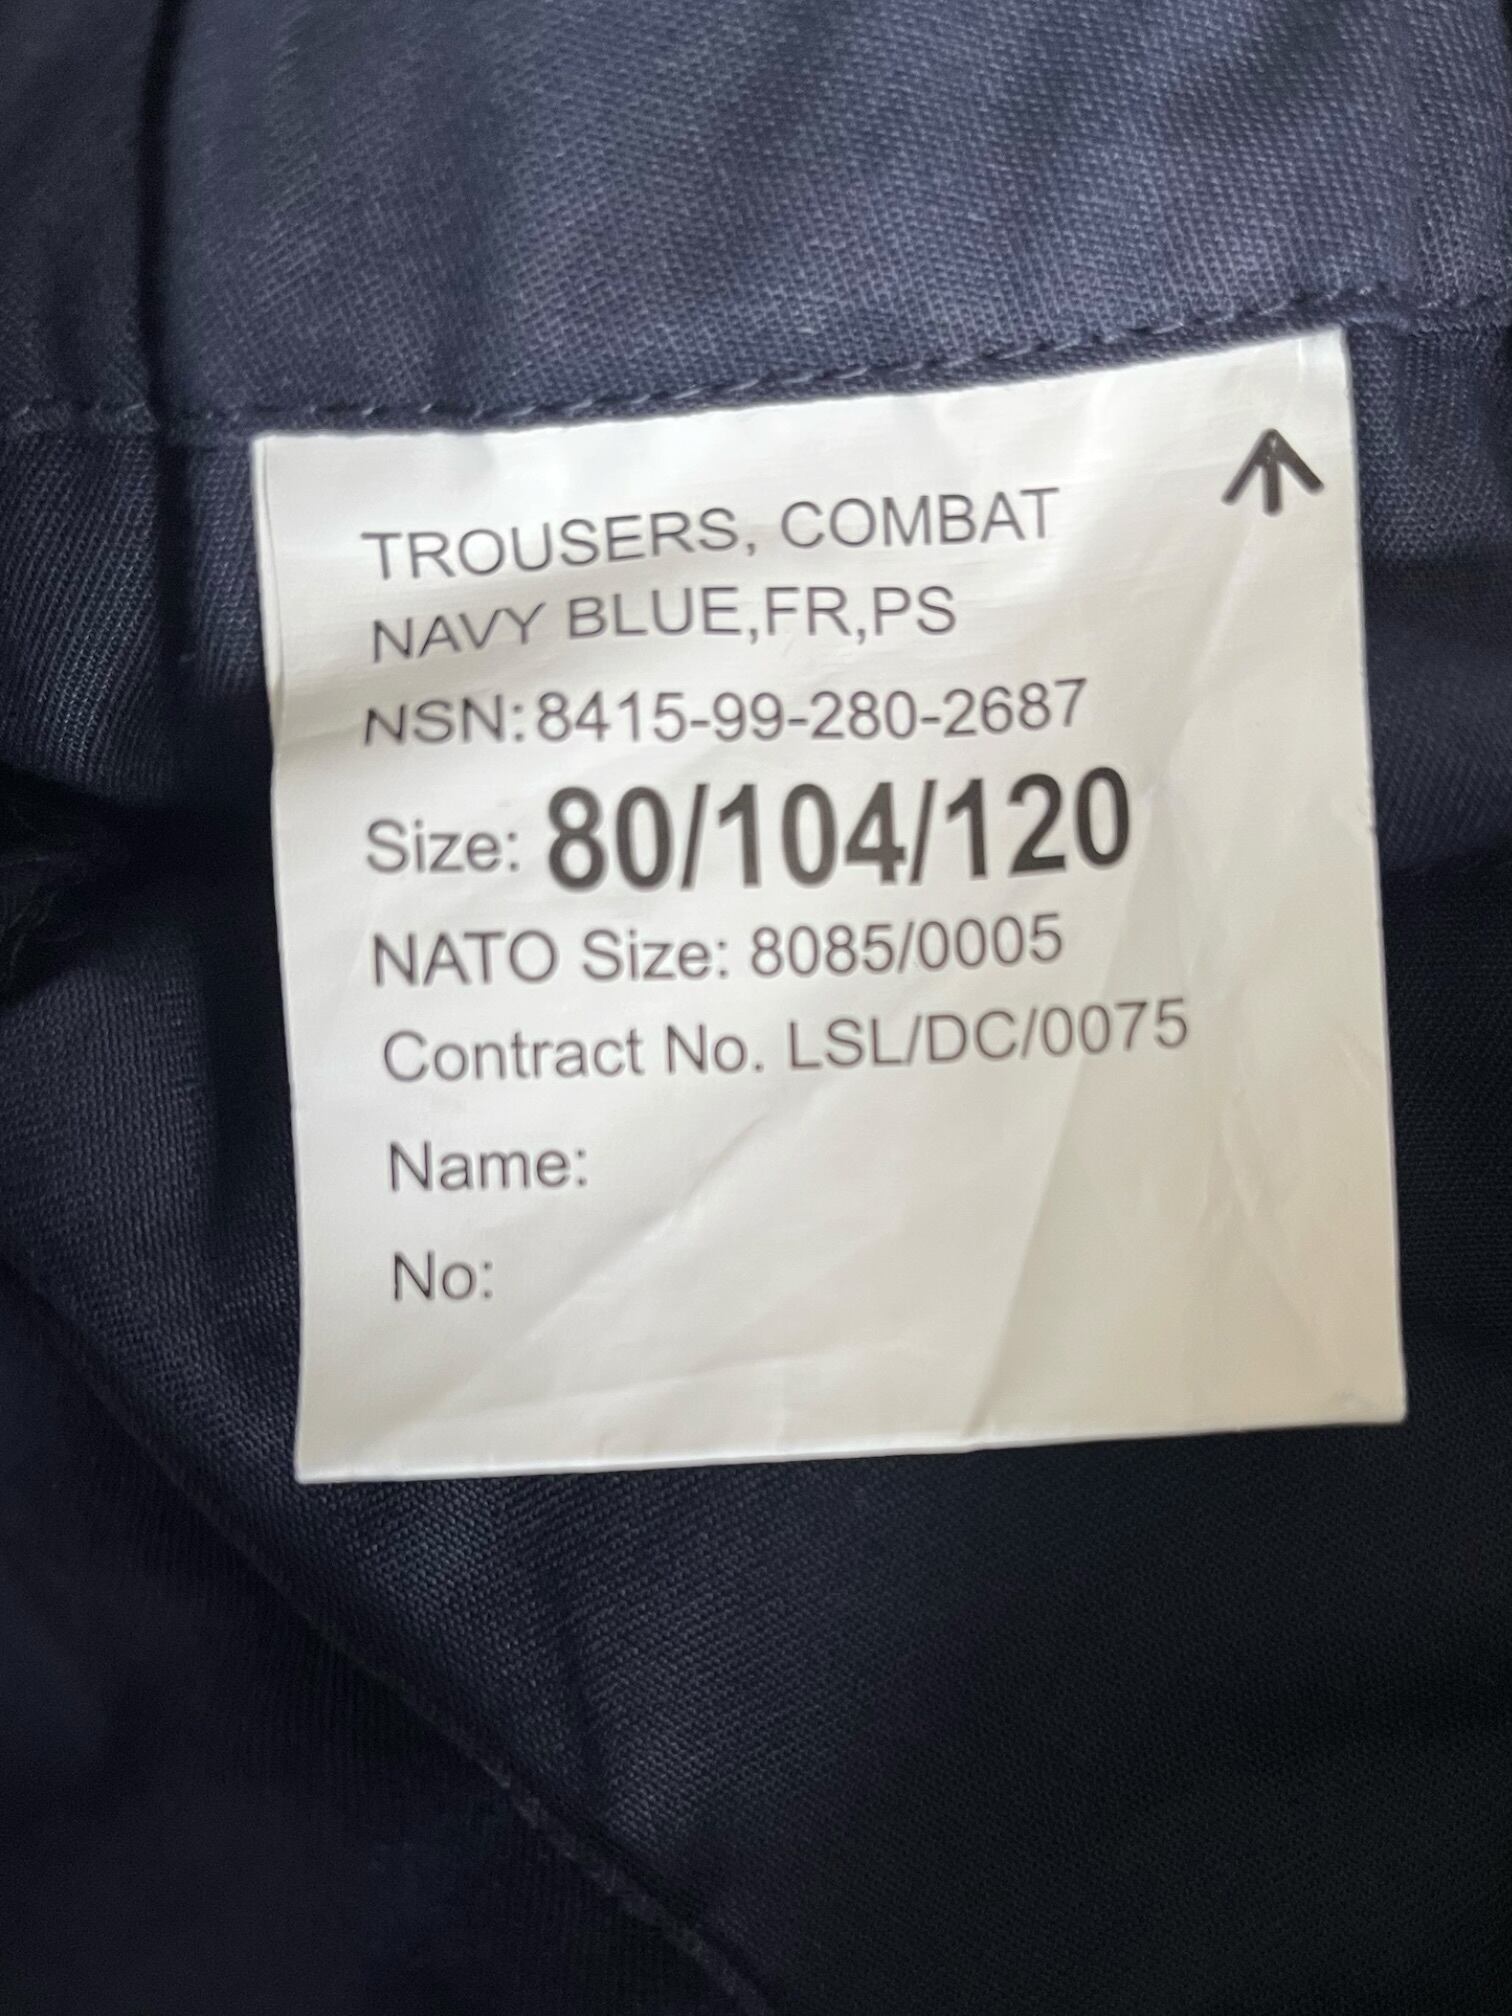 TROUSERS, COMBAT
NAVY BLUE,FR,PS
NSN:8415-99-280-2687
Size: 80/104/120
NATO Size: 8085/0005
Contract No. LSL/DC/0075
Name:
No: